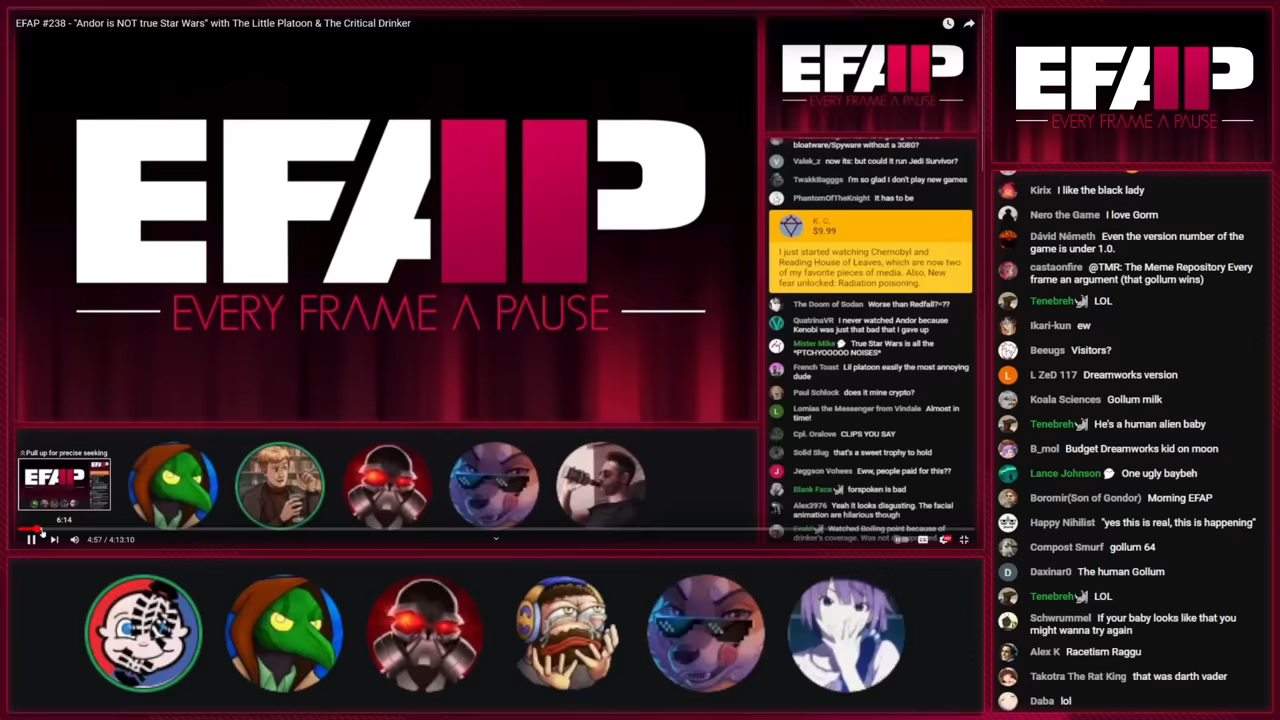 EFAP #238 - "Andor is NOT true Star Wars" with The Little Platoon & The Critical Drinker
EFAP
EVERY FRAME A PAUSE
Pull up for precise seeking
EFAP
6:14
4:57 / 4:13:10
EFAP
EVERY FRAME A PAUSE
bloatware/Spyware without a 3080?
Valek_z now its: but could it run Jedi Survivor?
TwakkBagggs I'm so glad I don't play new games
PhantomOfTheKnight It has to be
K. C.
$9.99
I just started watching Chernobyl and
Reading House of Leaves, which are now two
of my favorite pieces of media. Also, New
fear unlocked: Radiation poisoning.
The Doom of Sodan Worse than Redfall?=??
QuatrinaVR I never watched Andor because
Kenobi was just that bad that I gave up
Mister Mike True Star Wars is all the
*PTCHYOOOOO NOISES*
French Toast Lil platoon easily the most annoying
dude
Paul Schlock does it mine crypto?
Lomias the Messenger from Vindale Almost in
time!
Cpl. Oralove CLIPS YOU SAY
Solid Slug that's a sweet trophy to hold
Jeggson Vohees Eww, people paid for this??
Blank Face forspoken is bad
Alex3976 Yeah it looks disgusting. The facial
animation are hilarious though
Watched Boiling point because of
drinker's coverage. Was not
EFAP
EVERY FRAME A PAUSE
Kirix I like the black lady
Nero the Game I love Gorm
Dávid Németh Even the version number of the
game is under 1.0.
castaonfire @TMR: The Meme Repository Every
frame an argument (that gollum wins)
Tenebreh LOL
Ikari-kun ew
Beeugs Visitors?
L ZeD 117 Dreamworks version
Koala Sciences Gollum milk
Tenebreh He's a human alien baby
B_mol Budget Dreamworks kid on moon
Lance Johnson One ugly baybeh
Boromir(Son of Gondor) Morning EFAP
Happy Nihilist "yes this is real, this is happening"
Compost Smurf gollum 64
Daxinar0 The human Gollum
Tenebreh LOL
Schwrummel If your baby looks like that you
might wanna try again
Alex K Racetism Raggu
Takotra The Rat King that was darth vader
Daba lol